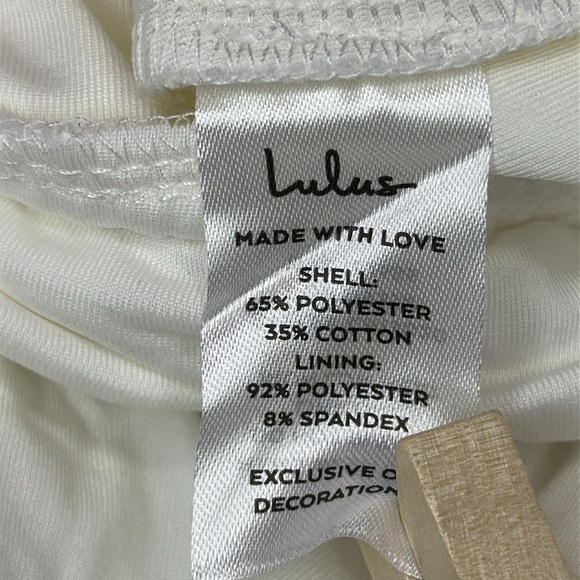 Lulus
MADE WITH LOVE
SHELL:
65% POLYESTER
35% COTTON
LINING:
92% POLYESTER
8% SPANDEX
EXCLUSIVE
DECORATION